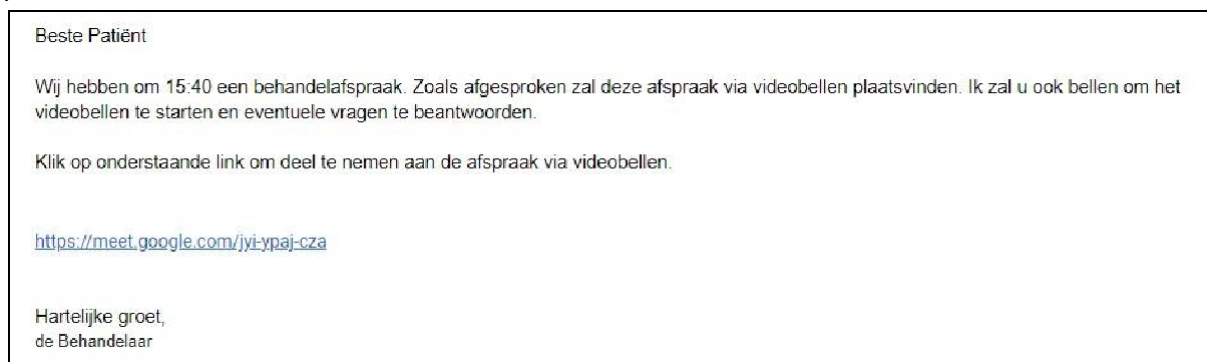 Beste Patiënt
Wij hebben om 15:40 een behandelafspraak. Zoals afgesproken zal deze afspraak via videobellen plaatsvinden. Ik zal u ook bellen om het
videobellen te starten en eventuele vragen te beantwoorden.
Klik op onderstaande link om deel te nemen aan de afspraak via videobellen.
https://meet.google.com/jyi-ypaj-cza
Hartelijke groet,
de Behandelaar